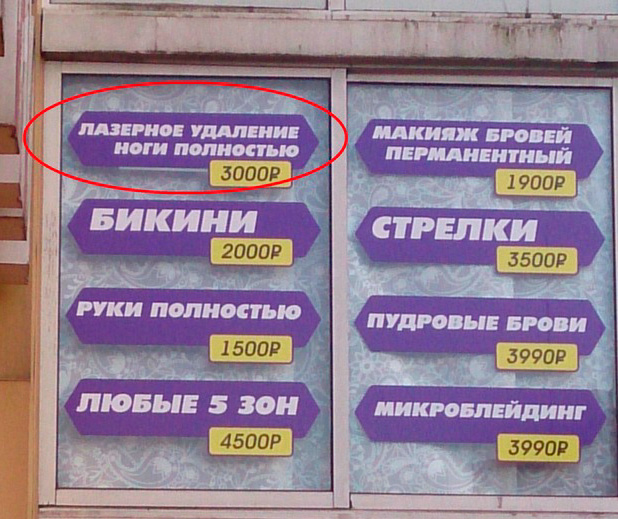 ЛАЗЕРНОЕ УДАЛЕНИЕ
НОГИ ПОЛНОСТЬЮ
3000₽
БИКИНИ
2000₽
РУКИ ПОЛНОСТЬЮ
1500₽
ЛЮБЫЕ 5 ЗОН
4500₽
МАКИЯЖ БРОВЕЙ
ПЕРМАНЕНТНЫЙ
1900₽
СТРЕЛКИ
3500₽
ПУДРОВЫЕ БРОВИ
3990₽
МИКРОБЛЕЙДИНГ
3990₽